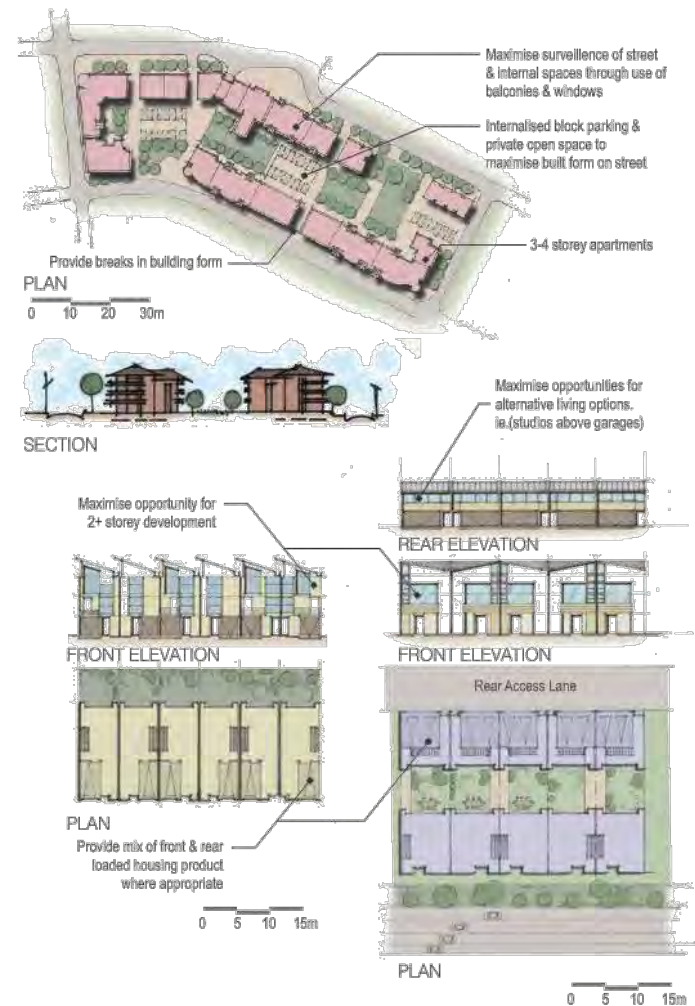 Maximise surveillence of street
& internal spaces through use of
balconies & windows
Internalised block parking &
private open space to
maximise built form on street
3-4 storey apartments
Provide breaks in building form
PLAN
0 10 20 30m
SECTION
Maximise opportunities for
alternative living options.
ie.(studios above garages)
Maximise opportunity for
2+ storey development
REAR ELEVATION
FRONT ELEVATION
FRONT ELEVATION
Rear Access Lane
PLAN
Provide mix of front & rear
loaded housing product
where appropriate
0 5 10 15m
PLAN
0 5 10 15m